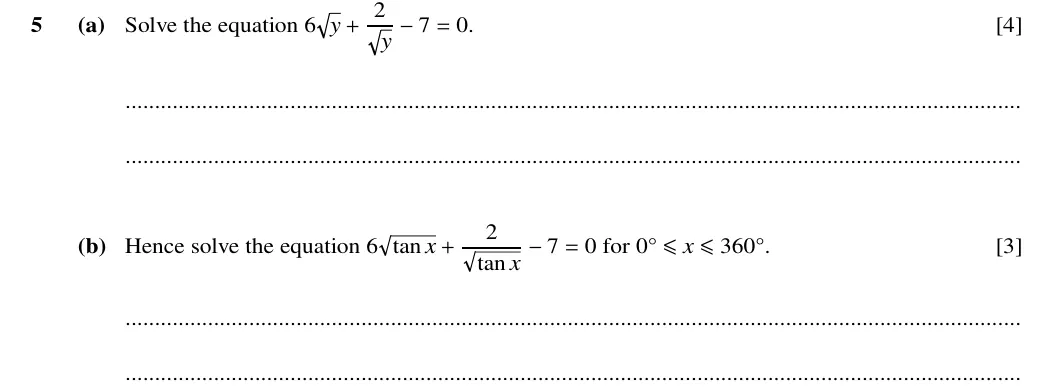 5 (a) Solve the equation 6√y + 2/√y – 7 = 0. [4]
(b) Hence solve the equation 6√(tan x) + 2/√(tan x) – 7 = 0 for 0° ⩽ x ⩽ 360°. [3]